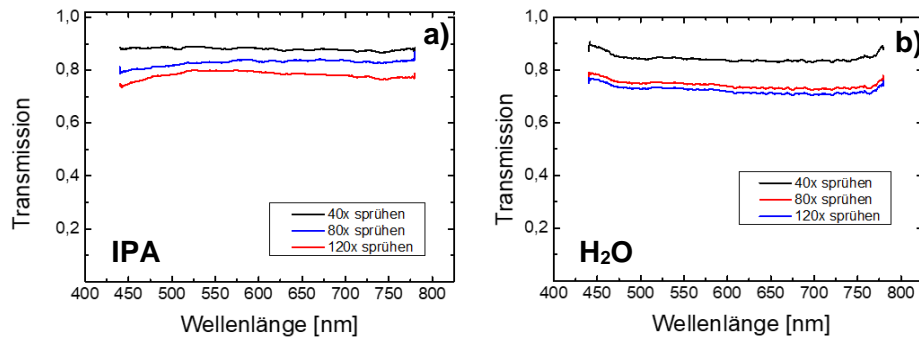 1,0
0,8
0,6
0,4
0,2
Transmission
a)
40x sprühen
80x sprühen
120x sprühen
IPA
400 450 500 550 600 650 700 750 800
Wellenlänge [nm]
1,0
0,8
0,6
0,4
0,2
Transmission
b)
40x sprühen
80x sprühen
120x sprühen
H₂O
400 450 500 550 600 650 700 750 800
Wellenlänge [nm]